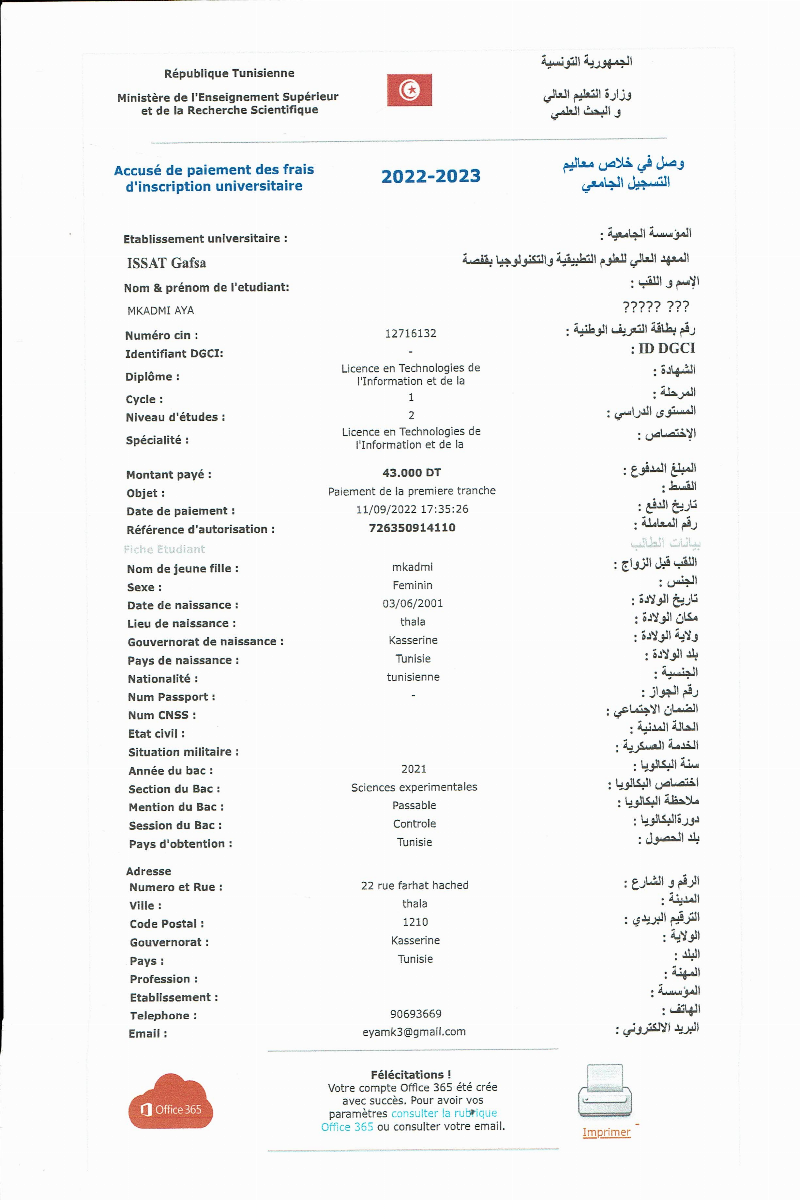 République Tunisienne
الجمهورية التونسية
Ministère de l'Enseignement Supérieur
et de la Recherche Scientifique
وزارة التعليم العالي
و البحث العلمي
Accusé de paiement des frais
d'inscription universitaire
2022-2023
وصل في خلاص معاليم
التسجيل الجامعي
Etablissement universitaire :
المؤسسة الجامعية :
ISSAT Gafsa
المعهد العالي للعلوم التطبيقية والتكنولوجيا بقفصة
Nom & prénom de l'etudiant:
الإسم و اللقب :
MKADMI AYA
????? ???
Numéro cin :
12716132
رقم بطاقة التعريف الوطنية :
Identifiant DGCI:
-
: ID DGCI
Diplôme :
Licence en Technologies de
l'Information et de la
الشهادة :
Cycle :
1
المرحلة :
Niveau d'études :
2
المستوى الدراسي :
Spécialité :
Licence en Technologies de
l'Information et de la
الإختصاص :
Montant payé :
43.000 DT
المبلغ المدفوع :
Objet :
Paiement de la premiere tranche
القسط :
Date de paiement :
11/09/2022 17:35:26
تاريخ الدفع :
Référence d'autorisation :
726350914110
رقم المعاملة :
Fiche Etudiant
بيانات الطالب
Nom de jeune fille :
mkadmi
اللقب قبل الزواج :
Sexe :
Feminin
الجنس :
Date de naissance :
03/06/2001
تاريخ الولادة :
Lieu de naissance :
thala
مكان الولادة :
Gouvernorat de naissance :
Kasserine
ولاية الولادة :
Pays de naissance :
Tunisie
بلد الولادة :
Nationalité :
tunisienne
الجنسية :
Num Passport :
-
رقم الجواز :
Num CNSS :
الضمان الاجتماعي :
Etat civil :
الحالة المدنية :
Situation militaire :
الخدمة العسكرية :
Année du bac :
2021
سنة البكالوريا :
Section du Bac :
Sciences experimentales
اختصاص البكالوريا :
Mention du Bac :
Passable
ملاحظة البكالوريا :
Session du Bac :
Controle
دورةالبكالوريا :
Pays d'obtention :
Tunisie
بلد الحصول :
Adresse
Numero et Rue :
22 rue farhat hached
الرقم و الشارع :
Ville :
thala
المدينة :
Code Postal :
1210
الترقيم البريدي :
Gouvernorat :
Kasserine
الولاية :
Pays :
Tunisie
البلد :
Profession :
المهنة :
Etablissement :
المؤسسة :
Telephone :
90693669
الهاتف :
Email :
eyamk3@gmail.com
البريد الالكتروني :
Félécitations !
Votre compte Office 365 été crée
avec succès. Pour avoir vos
paramètres consulter la rubrique
Office 365 ou consulter votre email.
Office 365
Imprimer